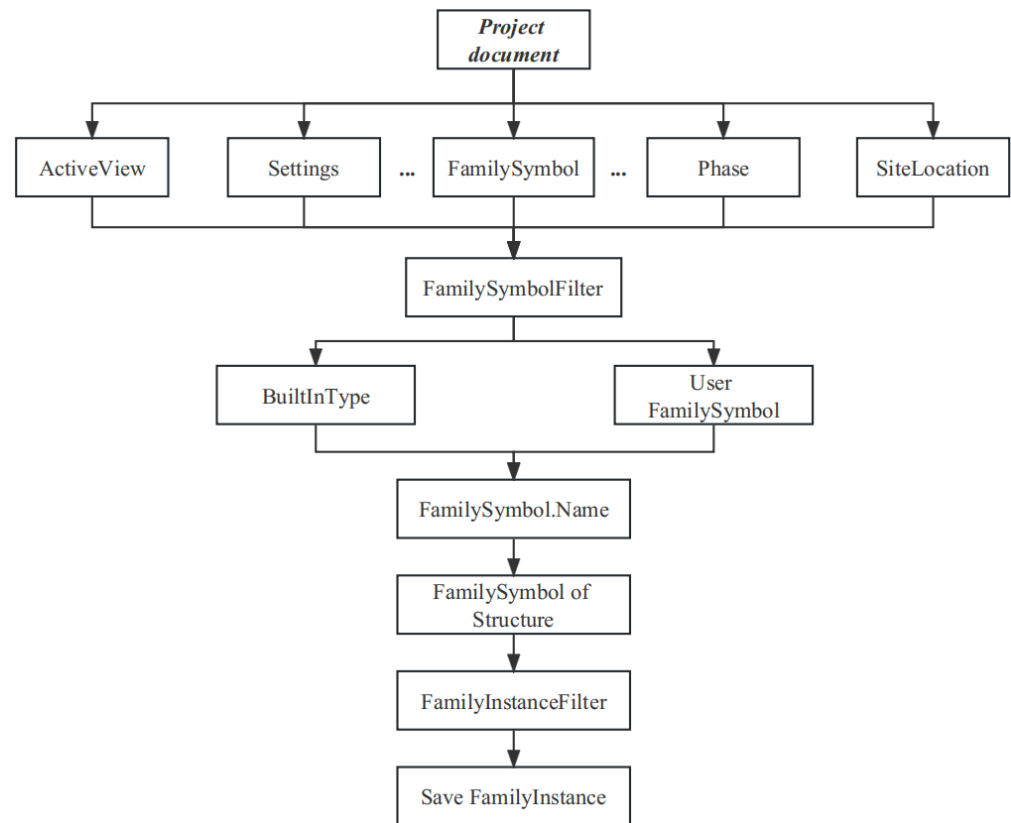 Project
document
ActiveView
Settings
...
FamilySymbol
...
Phase
SiteLocation
FamilySymbolFilter
BuiltInType
User
FamilySymbol
FamilySymbol.Name
FamilySymbol of
Structure
FamilyInstanceFilter
Save FamilyInstance